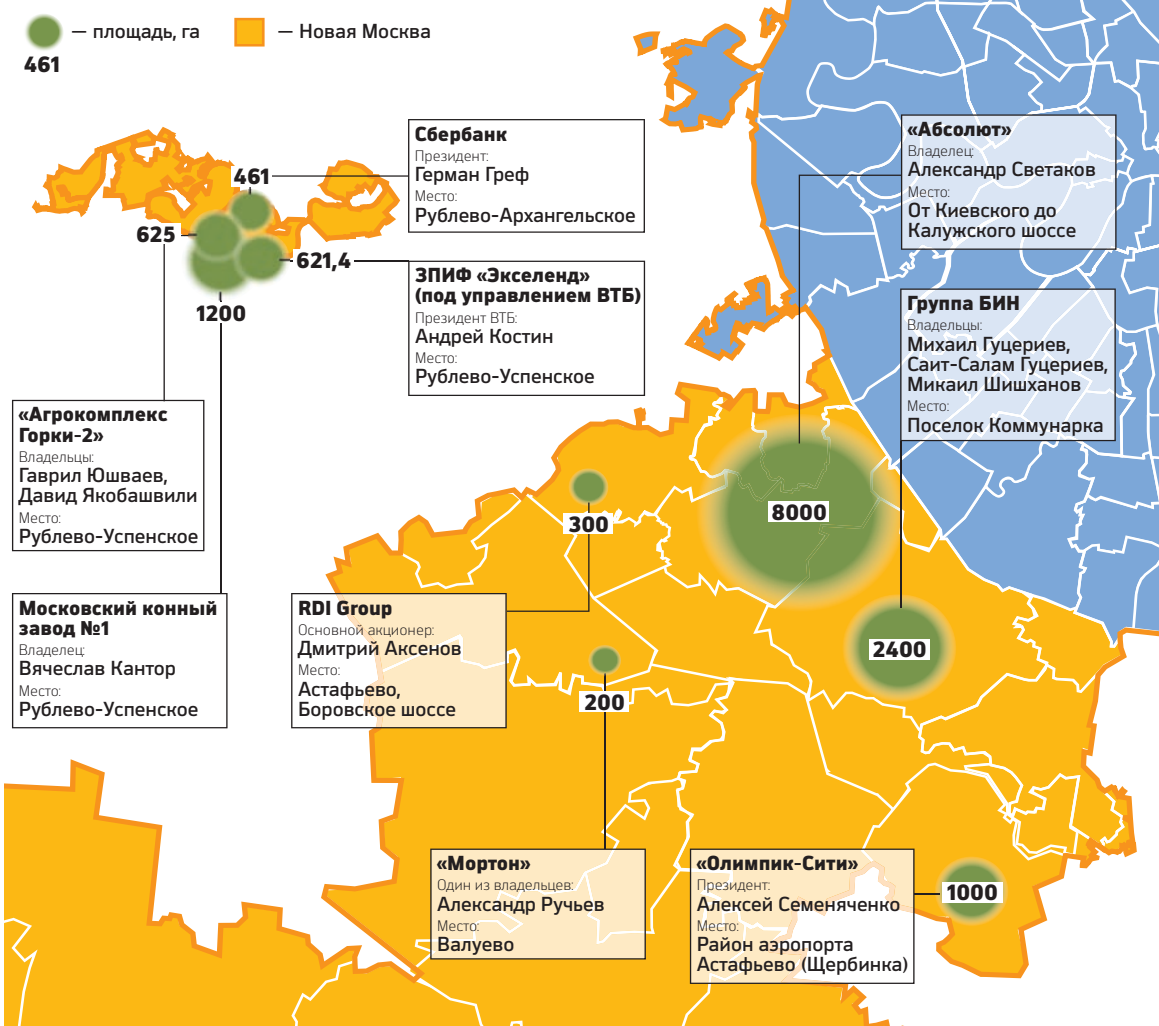 — площадь, га
— Новая Москва
461
Сбербанк
Президент:
Герман Греф
Место:
Рублево-Архангельское
«Абсолют»
Владелец:
Александр Светаков
Место:
От Киевского до
Калужского шоссе
461
625
621,4
1200
ЗПИФ «Экселенд»
(под управлением ВТБ)
Президент ВТБ:
Андрей Костин
Место:
Рублево-Успенское
Группа БИН
Владельцы:
Михаил Гуцериев,
Саит-Салам Гуцериев,
Микаил Шишханов
Место:
Поселок Коммунарка
«Агрокомплекс
Горки-2»
Владельцы:
Гаврил Юшваев,
Давид Якобашвили
Место:
Рублево-Успенское
300
8000
Московский конный
завод №1
Владелец:
Вячеслав Кантор
Место:
Рублево-Успенское
RDI Group
Основной акционер:
Дмитрий Аксенов
Место:
Астафьево,
Боровское шоссе
2400
200
«Мортон»
Один из владельцев:
Александр Ручьев
Место:
Валуево
«Олимпик-Сити»
Президент:
Алексей Семеняченко
Место:
Район аэропорта
Астафьево (Щербинка)
1000